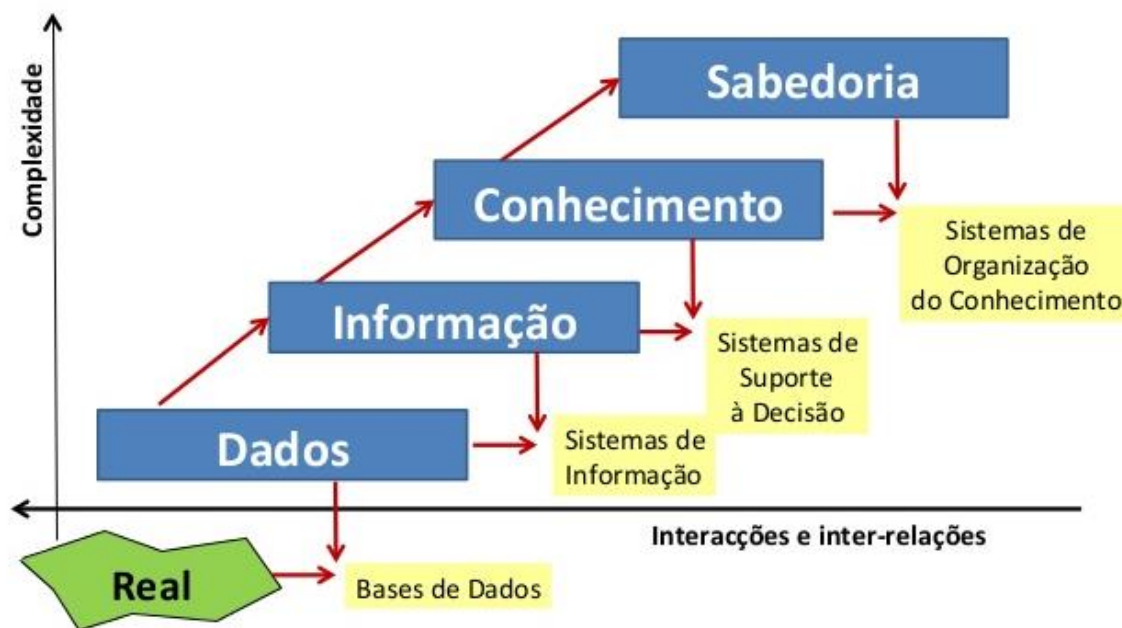 Complexidade
Sabedoria
Conhecimento
Sistemas de
Organização
do Conhecimento
Informação
Sistemas de
Suporte
à Decisão
Dados
Sistemas de
Informação
Interacções e inter-relações
Real
Bases de Dados